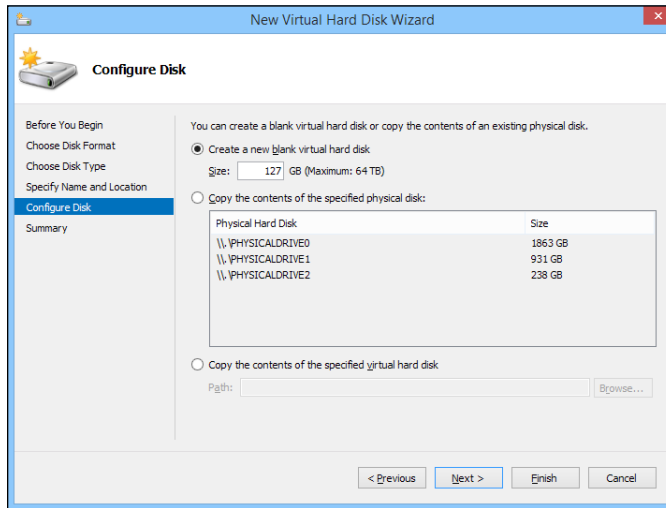 New Virtual Hard Disk Wizard
Configure Disk
Before You Begin
Choose Disk Format
Choose Disk Type
Specify Name and Location
Configure Disk
Summary
You can create a blank virtual hard disk or copy the contents of an existing physical disk.
Create a new blank virtual hard disk
Size: 127 GB (Maximum: 64 TB)
Copy the contents of the specified physical disk:
Physical Hard Disk Size
\\.\PHYSICALDRIVE0 1863 GB
\\.\PHYSICALDRIVE1 931 GB
\\.\PHYSICALDRIVE2 238 GB
Copy the contents of the specified virtual hard disk
Path: Browse...
< Previous Next > Finish Cancel